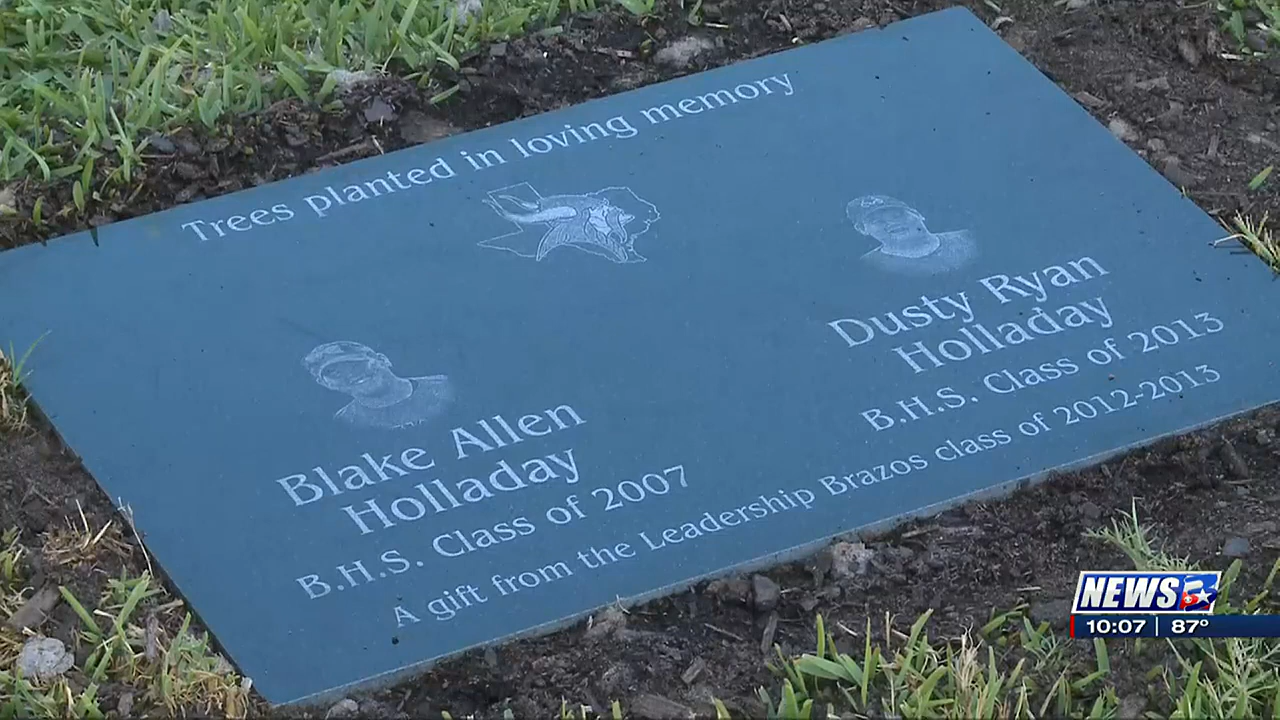 Trees planted in loving memory
Blake Allen
Holladay
B.H.S. Class of 2007
Dusty Ryan
Holladay
B.H.S. Class of 2013
A gift from the Leadership Brazos class of 2012-2013
NEWS 3
10:07 | 87°